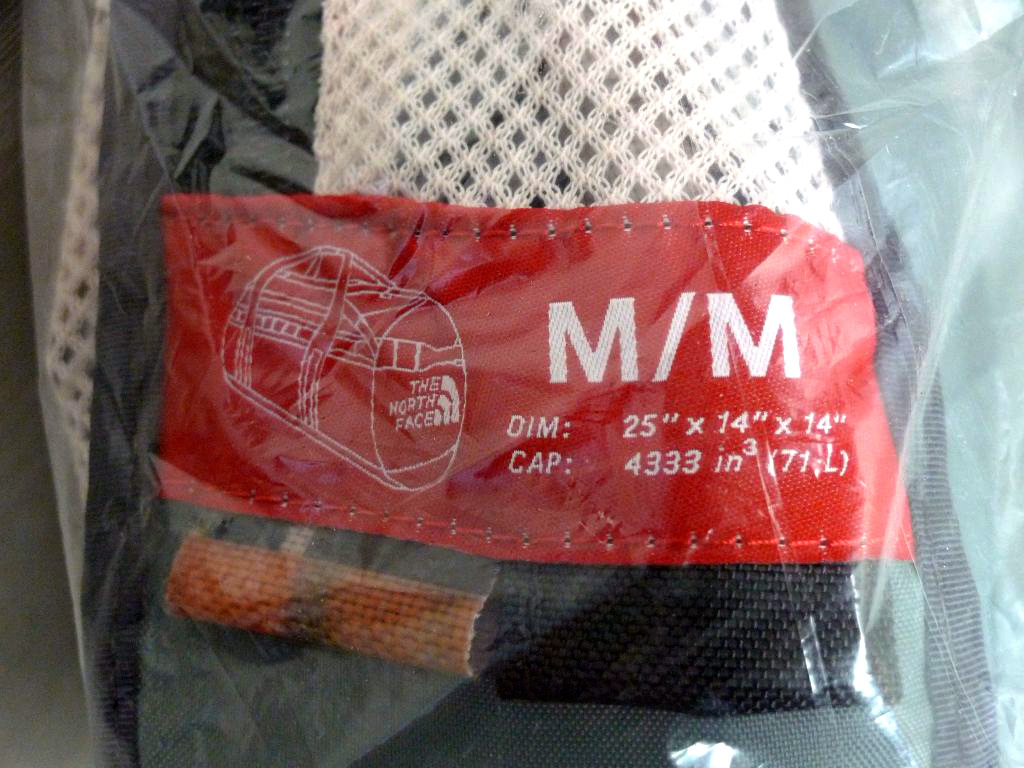 M/M
THE
NORTH
FACE
DIM: 25" x 14" x 14"
CAP: 4333 in³ (71 L)